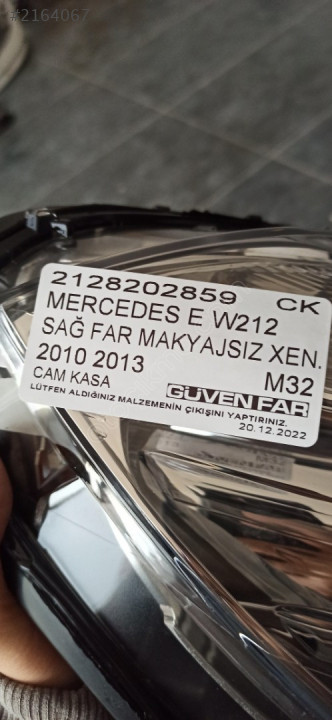 #2164067
2128202859 CK
MERCEDES E W212
SAĞ FAR MAKYAJSIZ XEN.
2010 2013 M32
CAM KASA GÜVEN FAR
LÜTFEN ALDIĞINIZ MALZEMENİN ÇIKIŞINI YAPTIRINIZ.
20.12.2022